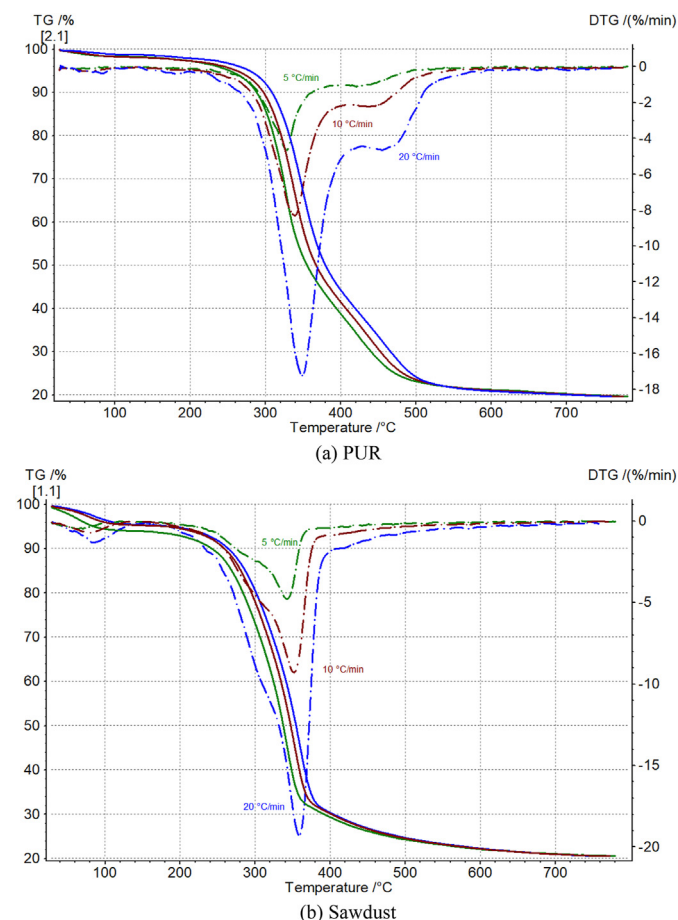 TG /% DTG /(%/min)
[2.1]
100
90
80
70
60
50
40
30
20
0
-2
-4
-6
-8
-10
-12
-14
-16
-18
5 °C/min
10 °C/min
20 °C/min
100 200 300 400 500 600 700
Temperature /°C
(a) PUR
TG /% DTG /(%/min)
[1.1]
100
90
80
70
60
50
40
30
20
0
-5
-10
-15
-20
5 °C/min
10 °C/min
20 °C/min
100 200 300 400 500 600 700
Temperature /°C
(b) Sawdust